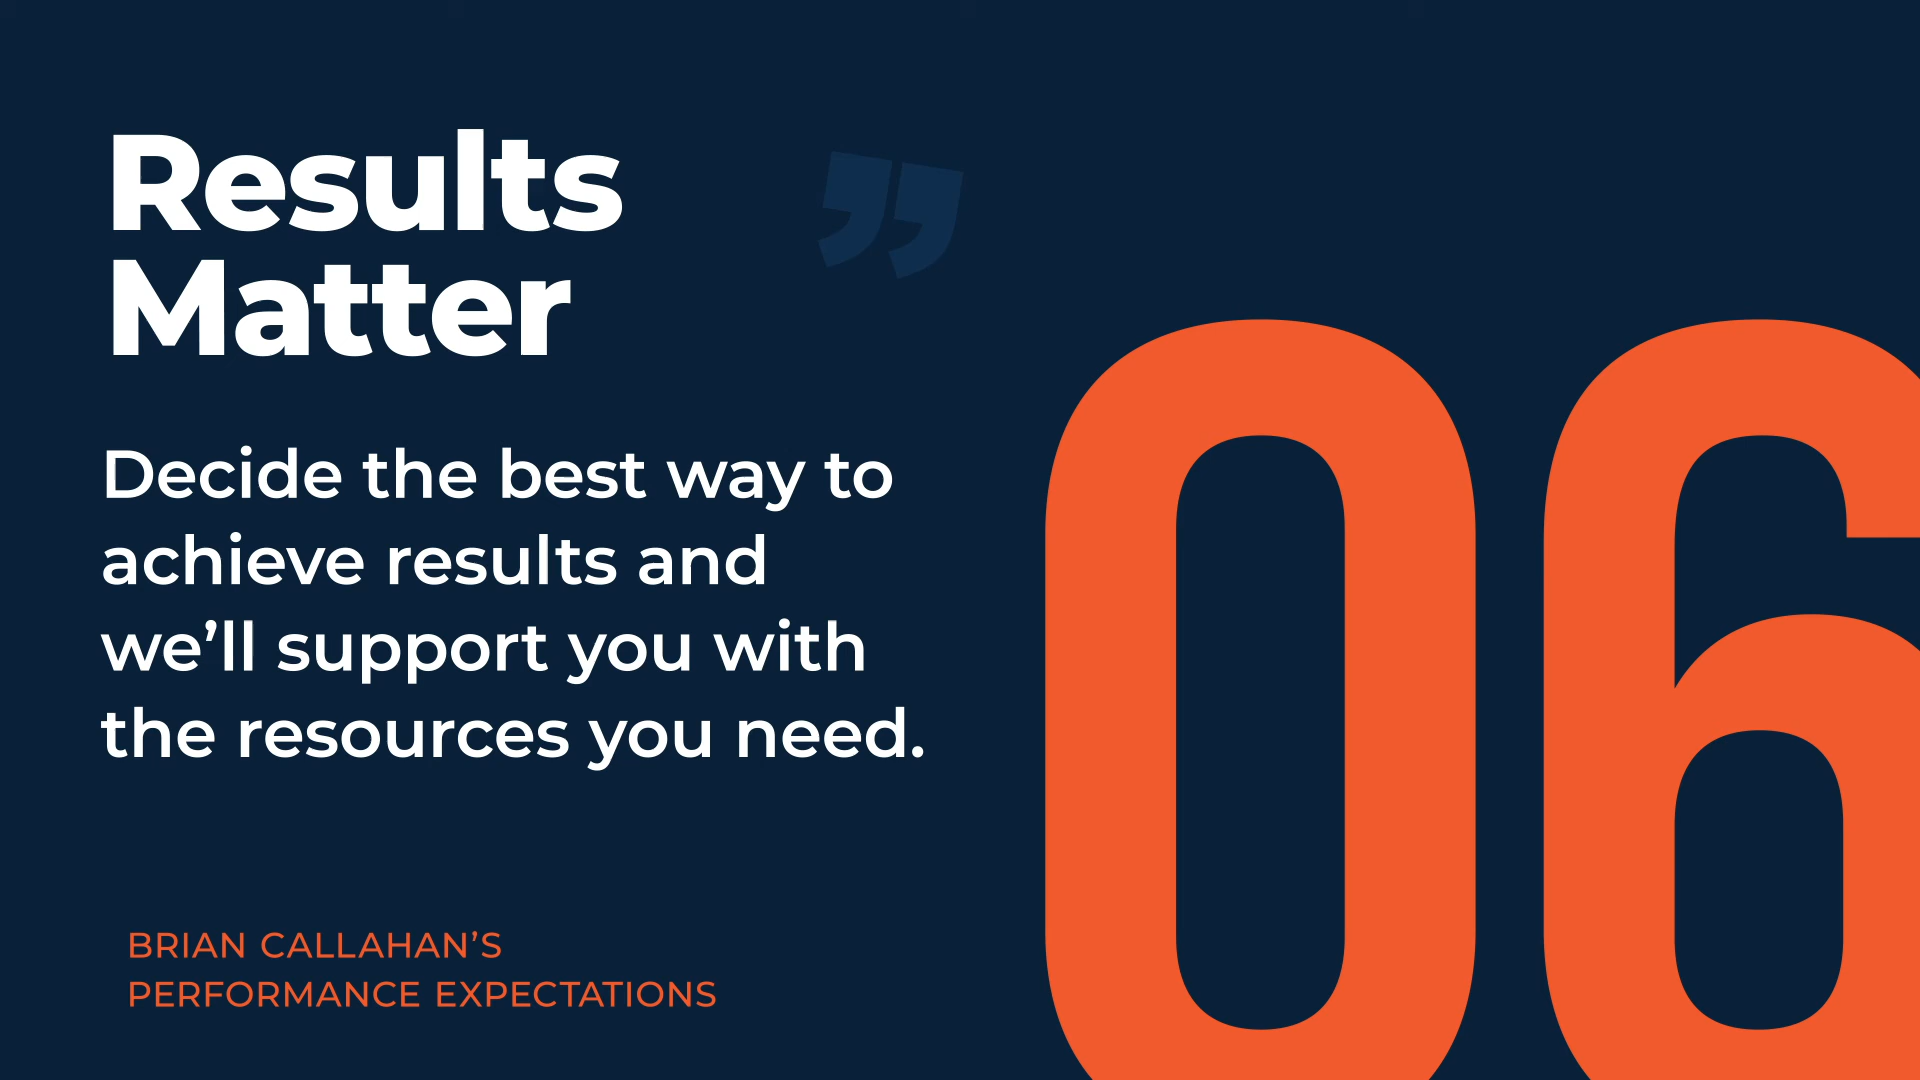 Results
Matter
”
Decide the best way to
achieve results and
we’ll support you with
the resources you need.
BRIAN CALLAHAN’S
PERFORMANCE EXPECTATIONS
06